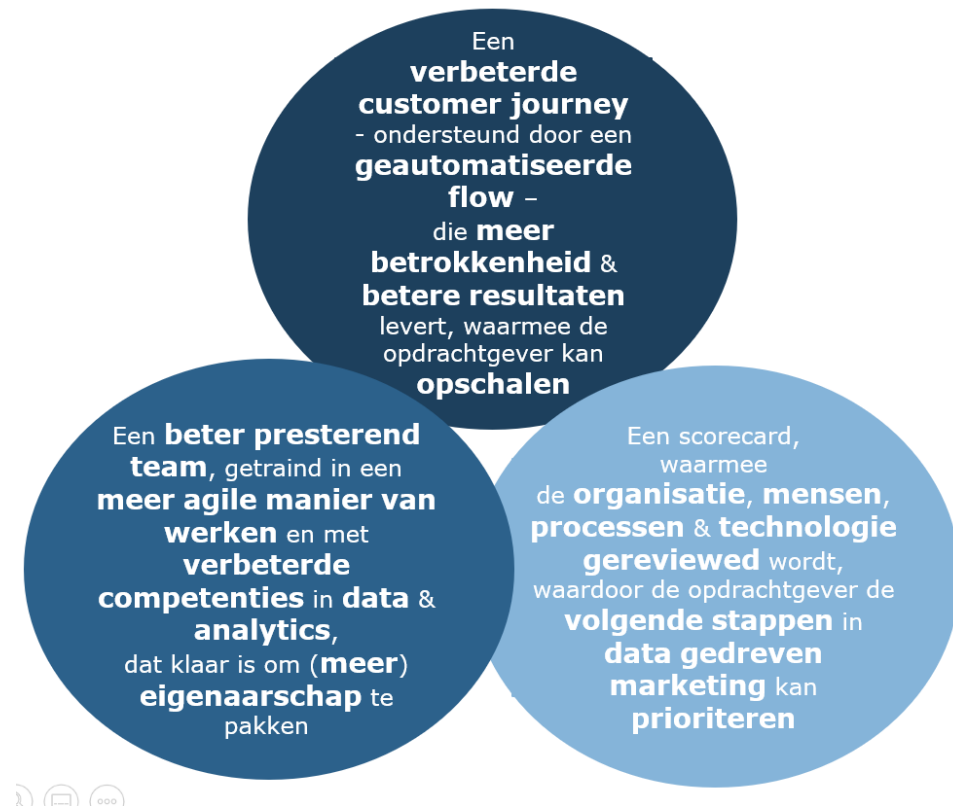 Een
verbeterde
customer journey
- ondersteund door een
geautomatiseerde
flow –
die meer
betrokkenheid &
betere resultaten
levert, waarmee de
opdrachtgever kan
opschalen
Een beter presterend
team, getraind in een
meer agile manier van
werken en met
verbeterde
competenties in data &
analytics,
dat klaar is om (meer)
eigenaarschap te
pakken
Een scorecard,
waarmee
de organisatie, mensen,
processen & technologie
gereviewed wordt,
waardoor de opdrachtgever de
volgende stappen in
data gedreven
marketing kan
prioriteren